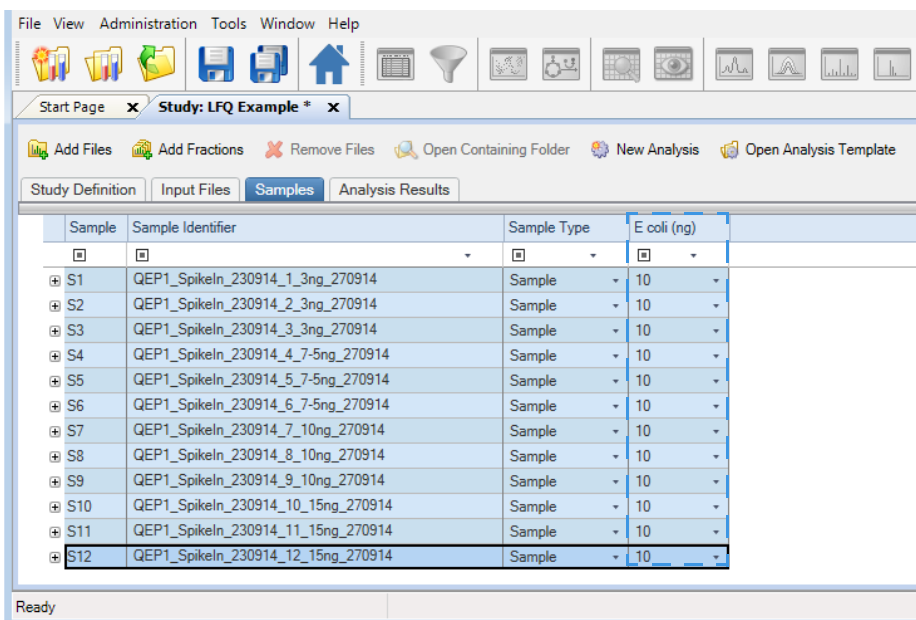 File View Administration Tools Window Help
Start Page x Study: LFQ Example * x
Add Files Add Fractions Remove Files Open Containing Folder New Analysis Open Analysis Template
Study Definition Input Files Samples Analysis Results
Sample Sample Identifier Sample Type E coli (ng)
S1 QEP1_SpikeIn_230914_1_3ng_270914 Sample 10
S2 QEP1_SpikeIn_230914_2_3ng_270914 Sample 10
S3 QEP1_SpikeIn_230914_3_3ng_270914 Sample 10
S4 QEP1_SpikeIn_230914_4_7-5ng_270914 Sample 10
S5 QEP1_SpikeIn_230914_5_7-5ng_270914 Sample 10
S6 QEP1_SpikeIn_230914_6_7-5ng_270914 Sample 10
S7 QEP1_SpikeIn_230914_7_10ng_270914 Sample 10
S8 QEP1_SpikeIn_230914_8_10ng_270914 Sample 10
S9 QEP1_SpikeIn_230914_9_10ng_270914 Sample 10
S10 QEP1_SpikeIn_230914_10_15ng_270914 Sample 10
S11 QEP1_SpikeIn_230914_11_15ng_270914 Sample 10
S12 QEP1_SpikeIn_230914_12_15ng_270914 Sample 10
Ready